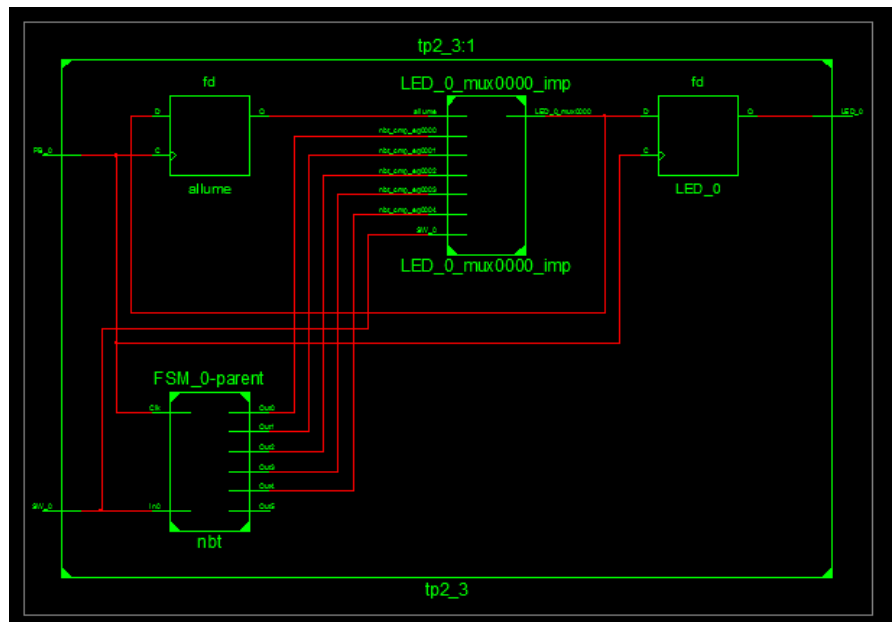 tp2_3:1
fd
LED_0_mux0000_imp
fd
D
Q
allume
LED_0_mux0000
D
Q
LED_0
nbt_cmp_eq0000
PB_0
C
nbt_cmp_eq0001
C
nbt_cmp_eq0002
allume
nbt_cmp_eq0003
LED_0
nbt_cmp_eq0004
SW_0
LED_0_mux0000_imp
FSM_0-parent
Clk
Out0
Out1
Out2
Out3
Out4
SW_0
In0
Out5
nbt
tp2_3